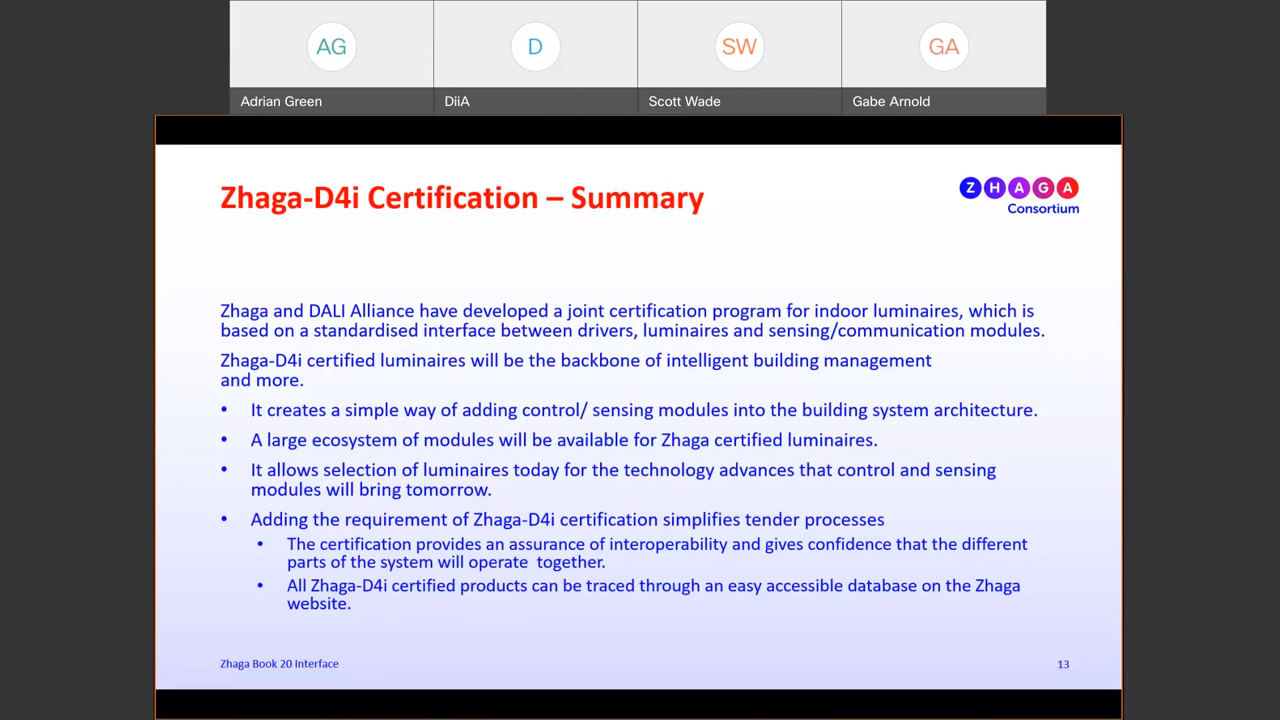 AG
D
SW
GA
Adrian Green
DiiA
Scott Wade
Gabe Arnold
Zhaga-D4i Certification – Summary
ZHAGA
Consortium
Zhaga and DALI Alliance have developed a joint certification program for indoor luminaires, which is
based on a standardised interface between drivers, luminaires and sensing/communication modules.
Zhaga-D4i certified luminaires will be the backbone of intelligent building management
and more.
• It creates a simple way of adding control/ sensing modules into the building system architecture.
• A large ecosystem of modules will be available for Zhaga certified luminaires.
• It allows selection of luminaires today for the technology advances that control and sensing
modules will bring tomorrow.
• Adding the requirement of Zhaga-D4i certification simplifies tender processes
• The certification provides an assurance of interoperability and gives confidence that the different
parts of the system will operate  together.
• All Zhaga-D4i certified products can be traced through an easy accessible database on the Zhaga
website.
Zhaga Book 20 Interface
13